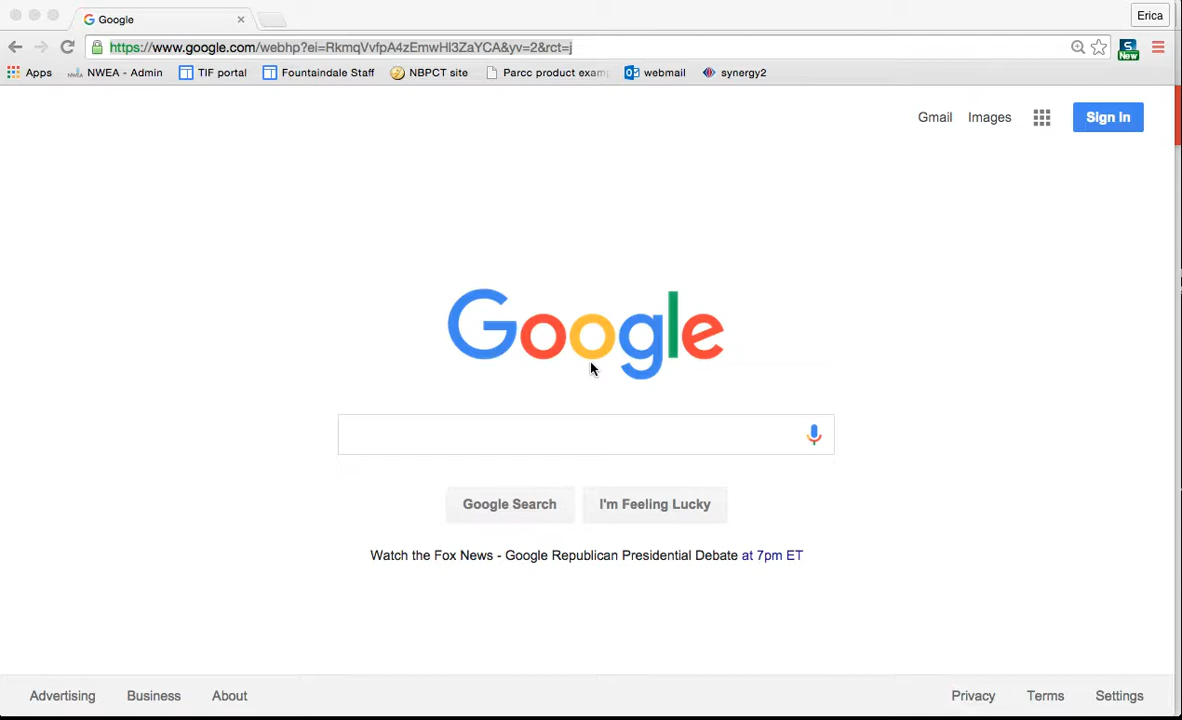 Google
Erica
https://www.google.com/webhp?ei=RkmqVvfpA4zEmwHl3ZaYCA&yv=2&rct=j
New
Apps NWEA - Admin TIF portal Fountaindale Staff NBPCT site Parcc product exam webmail synergy2
Gmail Images Sign in
Google
Google Search I'm Feeling Lucky
Watch the Fox News - Google Republican Presidential Debate at 7pm ET
Advertising Business About Privacy Terms Settings